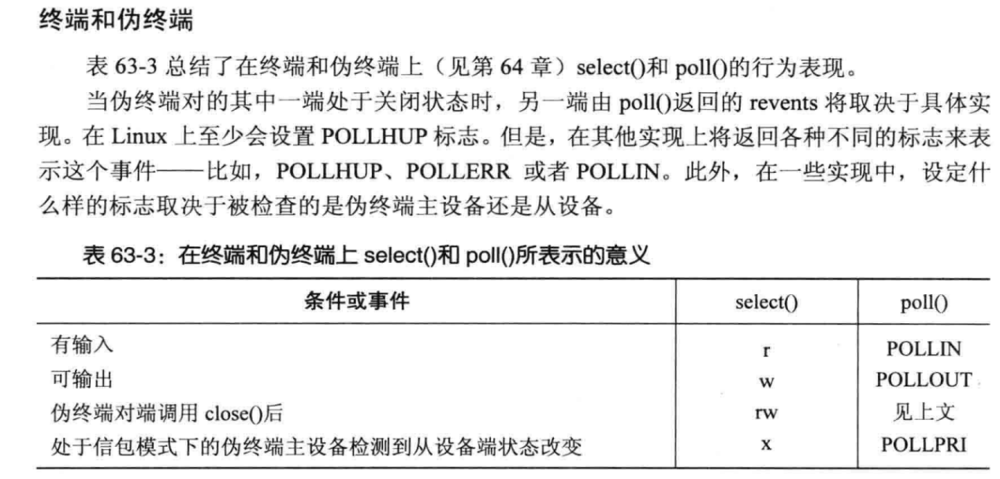 终端和伪终端
表 63-3 总结了在终端和伪终端上（见第 64 章）select()和 poll()的行为表现。
当伪终端对的其中一端处于关闭状态时，另一端由 poll()返回的 revents 将取决于具体实
现。在 Linux 上至少会设置 POLLHUP 标志。但是，在其他实现上将返回各种不同的标志来表
示这个事件——比如，POLLHUP、POLLERR 或者 POLLIN。此外，在一些实现中，设定什
么样的标志取决于被检查的是伪终端主设备还是从设备。
表 63-3：在终端和伪终端上 select()和 poll()所表示的意义
条件或事件 select() poll()
有输入 r POLLIN
可输出 w POLLOUT
伪终端对端调用 close()后 rw 见上文
处于信包模式下的伪终端主设备检测到从设备端状态改变 x POLLPRI